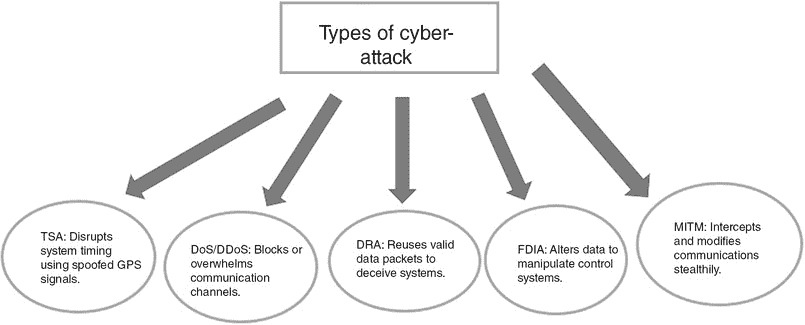 Types of cyber-
attack
TSA: Disrupts
system timing
using spoofed GPS
signals.
DoS/DDoS: Blocks or
overwhelms
communication
channels.
DRA: Reuses valid
data packets to
deceive systems.
FDIA: Alters data to
manipulate control
systems.
MITM: Intercepts
and modifies
communications
stealthily.